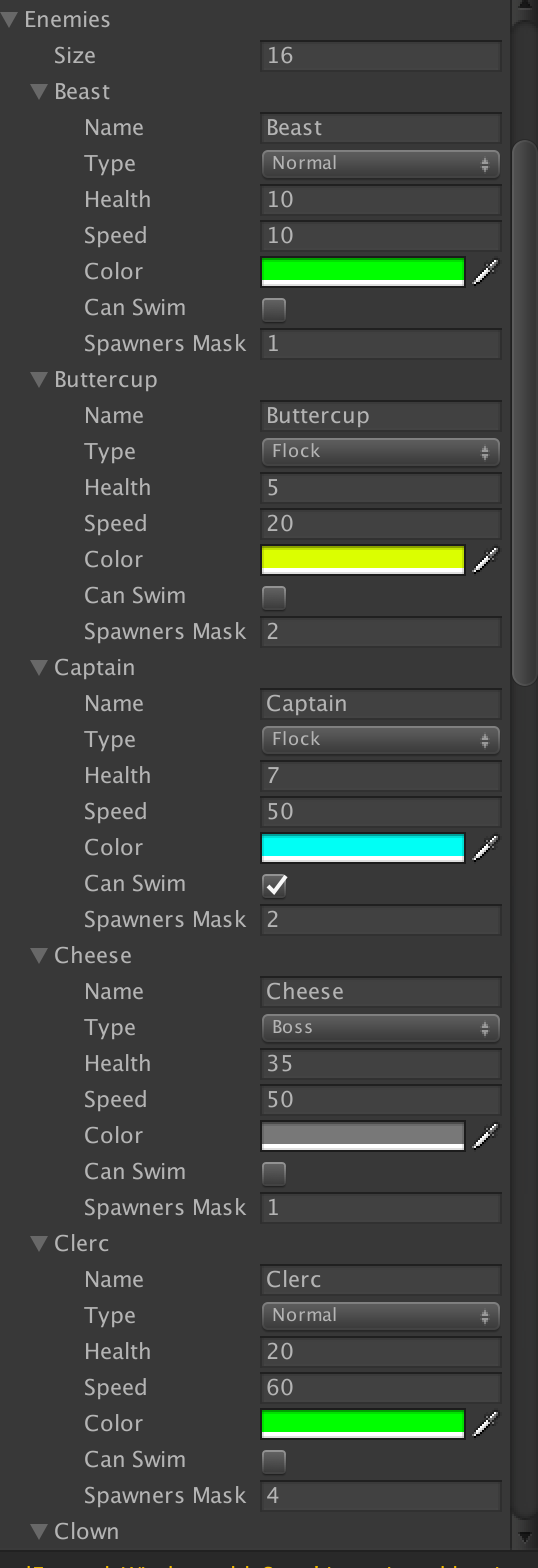 Enemies
Size 16
Beast
Name Beast
Type Normal
Health 10
Speed 10
Color
Can Swim
Spawners Mask 1
Buttercup
Name Buttercup
Type Flock
Health 5
Speed 20
Color
Can Swim
Spawners Mask 2
Captain
Name Captain
Type Flock
Health 7
Speed 50
Color
Can Swim
Spawners Mask 2
Cheese
Name Cheese
Type Boss
Health 35
Speed 50
Color
Can Swim
Spawners Mask 1
Clerc
Name Clerc
Type Normal
Health 20
Speed 60
Color
Can Swim
Spawners Mask 4
Clown